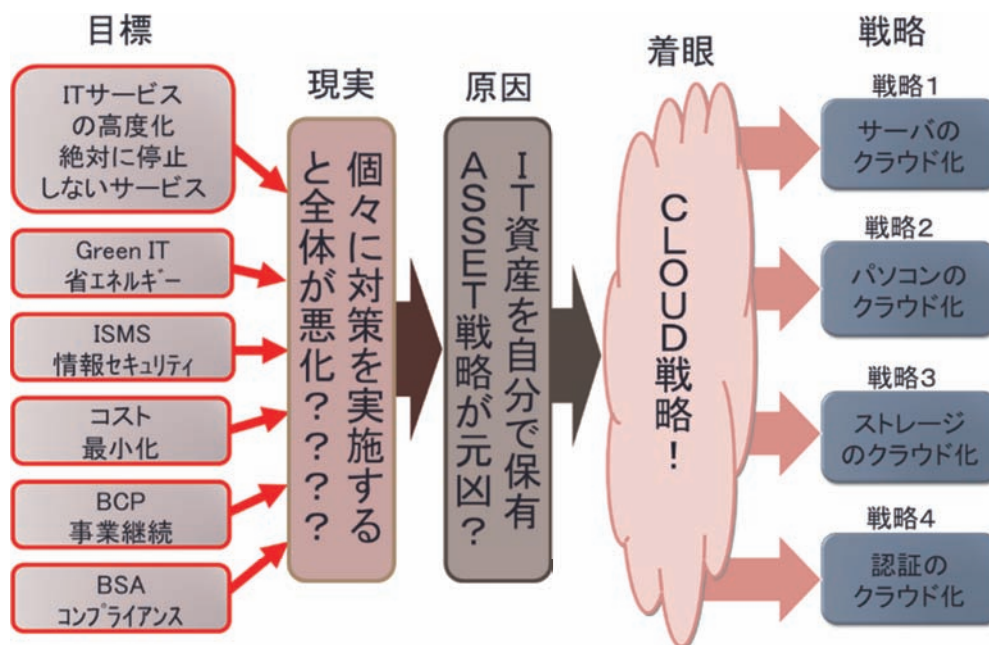 目標
ITサービス
の高度化
絶対に停止
しないサービス
Green IT
省エネルギー
ISMS
情報セキュリティ
コスト
最小化
BCP
事業継続
BSA
コンプライアンス
現実
個々に対策を実施する
と全体が悪化？？？？
原因
IT資産を自分で保有
ASSET戦略が元凶？
着眼
CLOUD戦略！
戦略
戦略1
サーバの
クラウド化
戦略2
パソコンの
クラウド化
戦略3
ストレージ
のクラウド化
戦略4
認証の
クラウド化